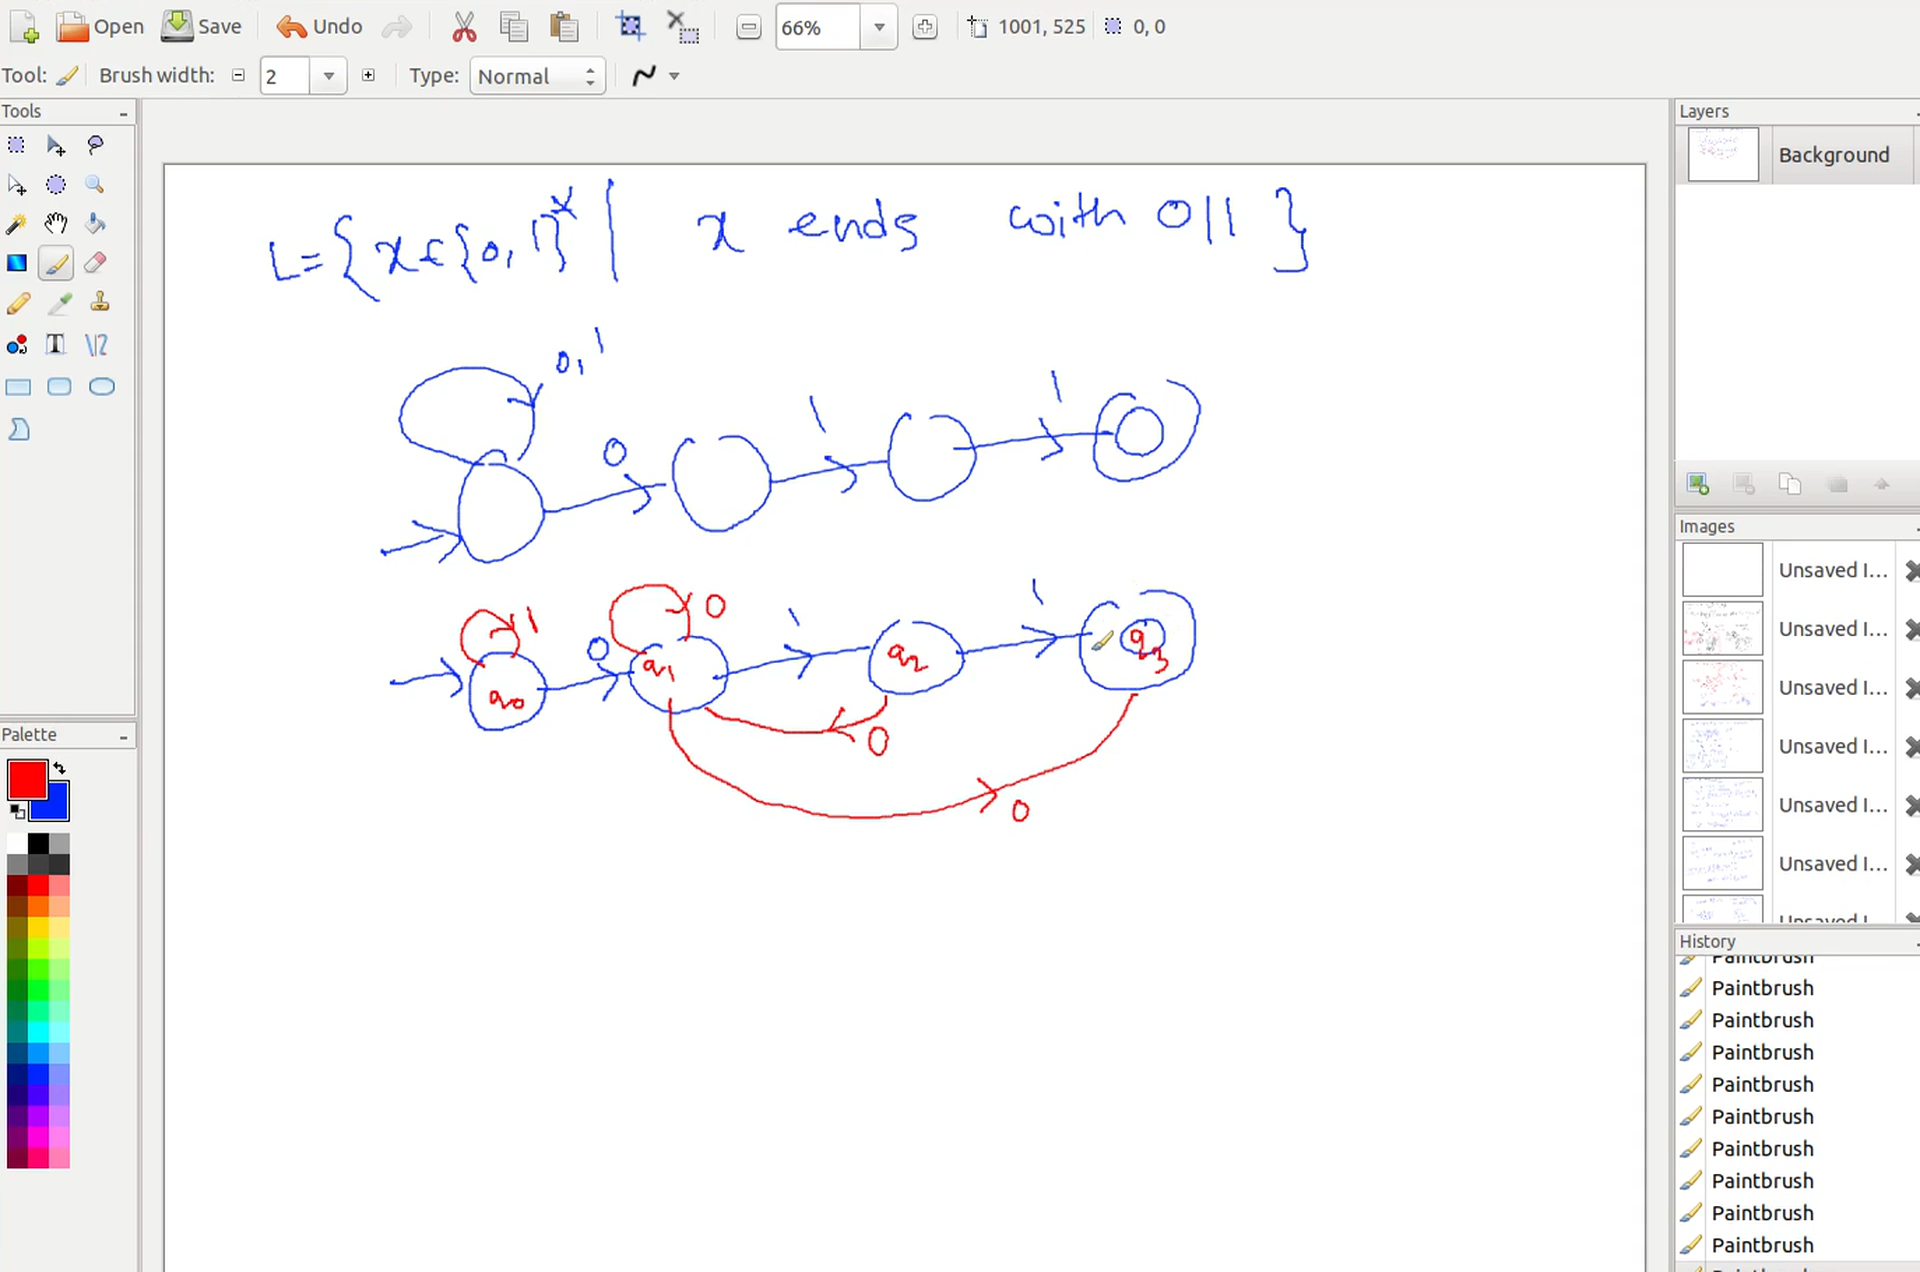 Open Save Undo 66% 1001, 525 0, 0
Tool: Brush width: 2 Type: Normal
Tools
Layers
Background
L={x∈{0,1}* | x ends with 011}
0,1
0 1 1
1 0
0 1 1
q0 q1 q2 q3
0
0
Images
Unsaved I...
Unsaved I...
Unsaved I...
Unsaved I...
Unsaved I...
Unsaved I...
Unsaved I
Palette
History
Paintbrush
Paintbrush
Paintbrush
Paintbrush
Paintbrush
Paintbrush
Paintbrush
Paintbrush
Paintbrush
Paintbrush